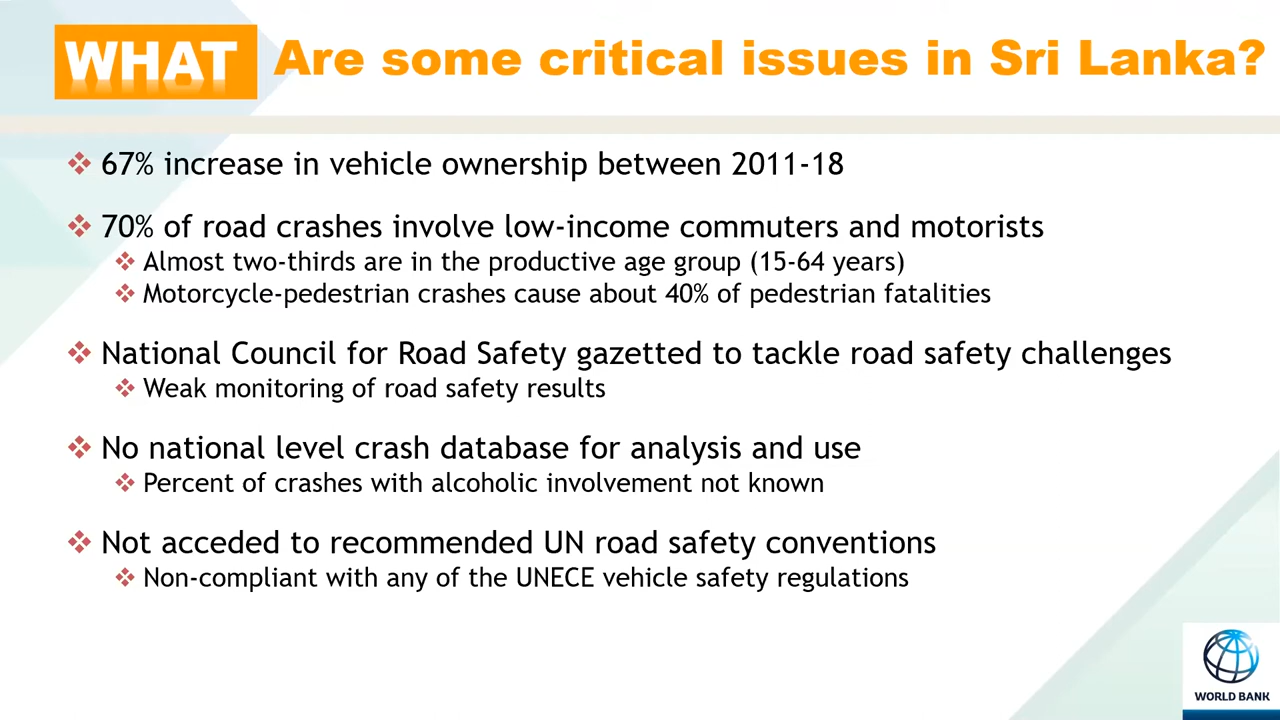 WHAT Are some critical issues in Sri Lanka?
❖ 67% increase in vehicle ownership between 2011-18
❖ 70% of road crashes involve low-income commuters and motorists
❖ Almost two-thirds are in the productive age group (15-64 years)
❖ Motorcycle-pedestrian crashes cause about 40% of pedestrian fatalities
❖ National Council for Road Safety gazetted to tackle road safety challenges
❖ Weak monitoring of road safety results
❖ No national level crash database for analysis and use
❖ Percent of crashes with alcoholic involvement not known
❖ Not acceded to recommended UN road safety conventions
❖ Non-compliant with any of the UNECE vehicle safety regulations
WORLD BANK